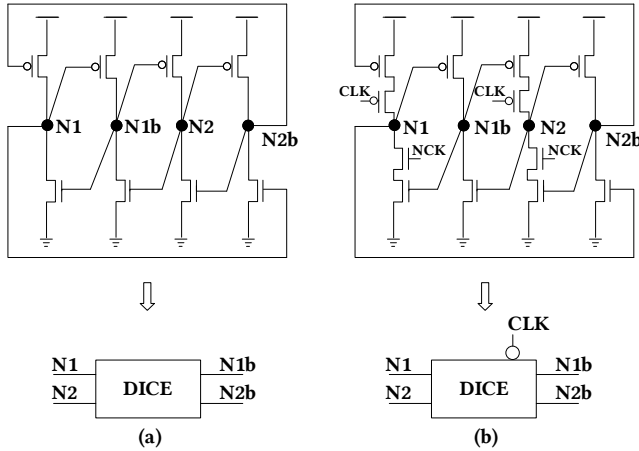 CLK CLK
N1 N1b N2 N2b
N1 N1b N2 N2b
NCK NCK
CLK
N1 N1b
N2 DICE N2b
N1 N1b
N2 DICE N2b
(a) (b)